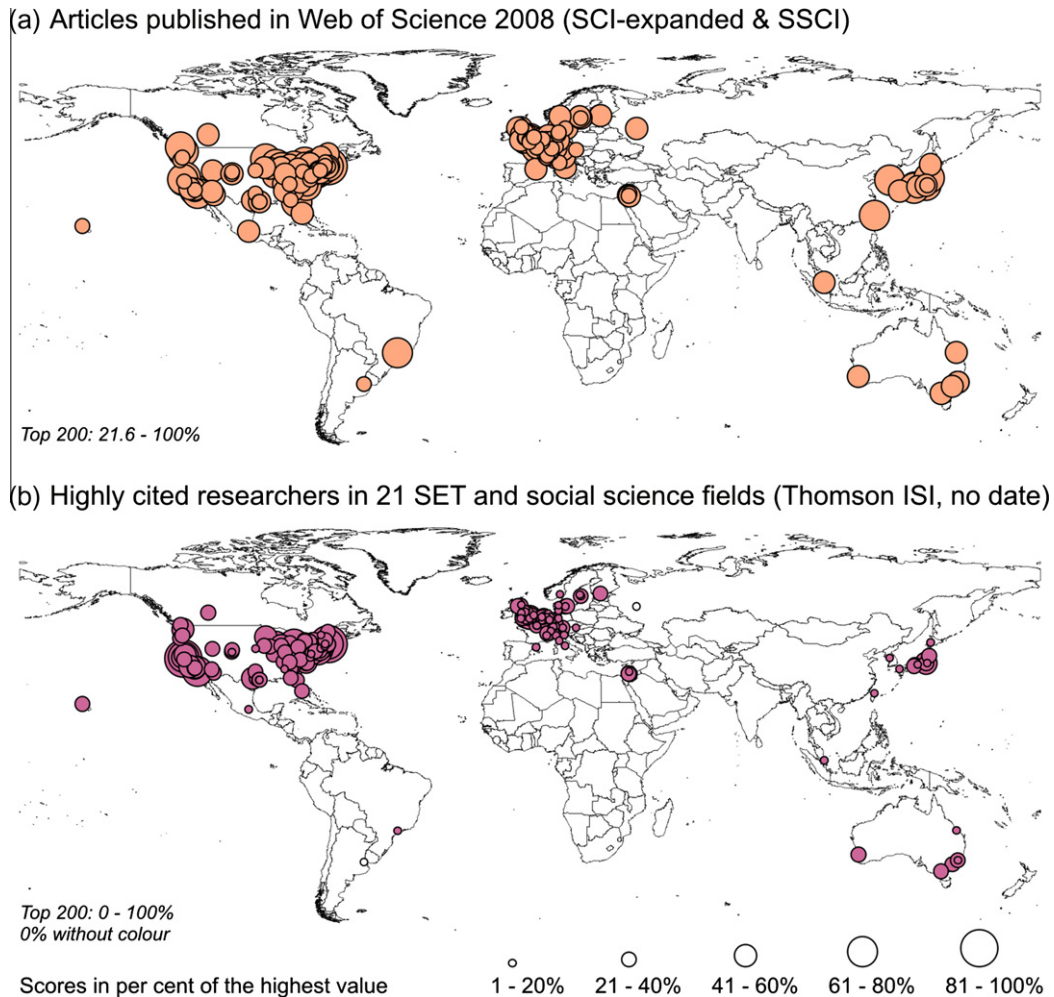 (a) Articles published in Web of Science 2008 (SCI-expanded & SSCI)
Top 200: 21.6 - 100%
(b) Highly cited researchers in 21 SET and social science fields (Thomson ISI, no date)
Top 200: 0 - 100%
0% without colour
Scores in per cent of the highest value 1 - 20% 21 - 40% 41 - 60% 61 - 80% 81 - 100%